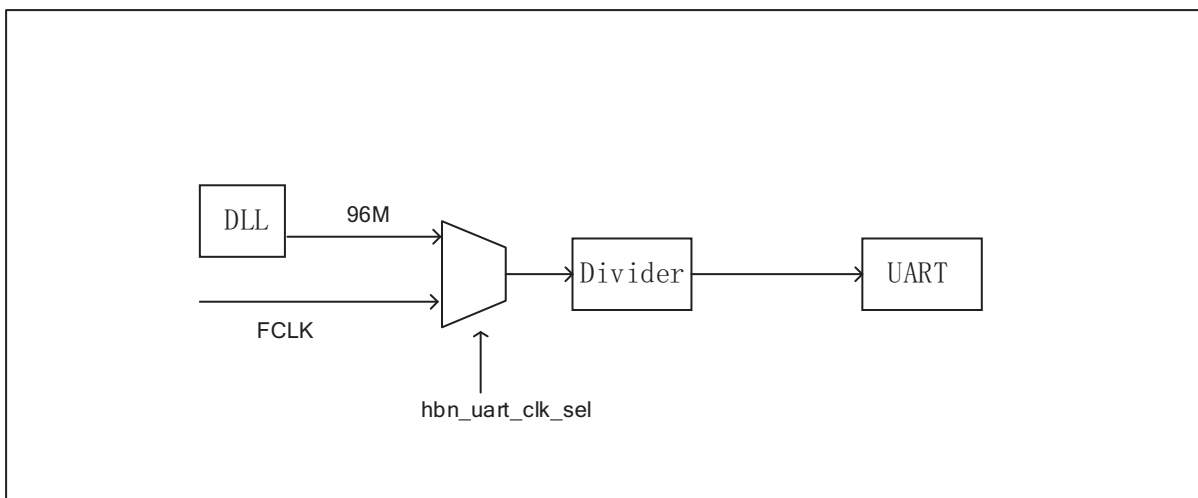 96M
DLL
Divider
UART
FCLK
hbn_uart_clk_sel